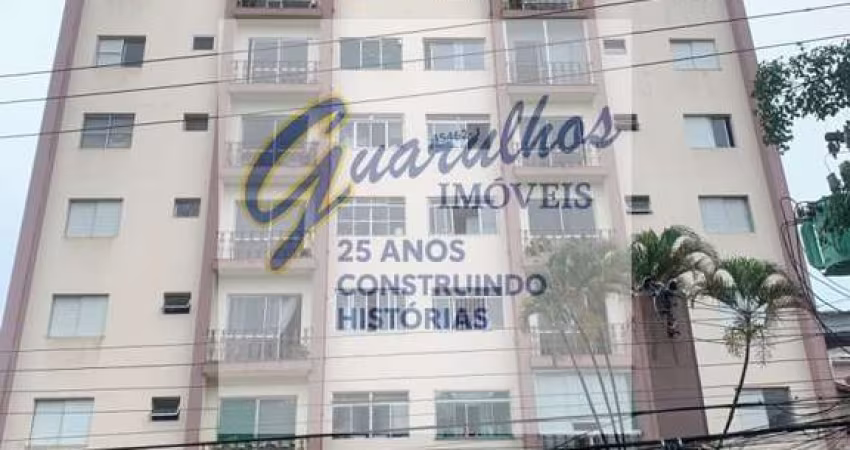 Guarulhos
IMÓVEIS
25 ANOS
CONSTRUINDO
HISTÓRIAS